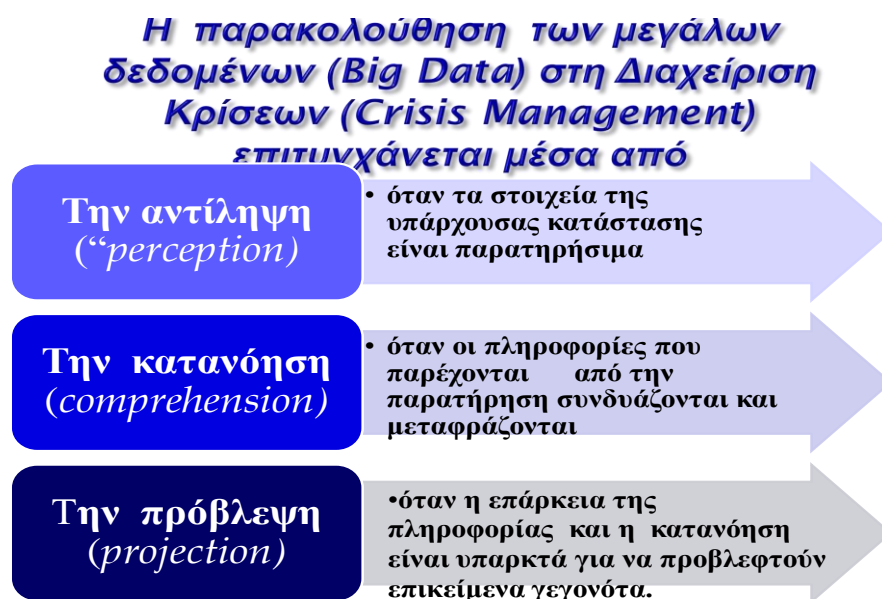 Η παρακολούθηση των μεγάλων
δεδομένων (Big Data) στη Διαχείριση
Κρίσεων (Crisis Management)
επιτυνχάνεται μέσα από
Την αντίληψη
(“perception)
• όταν τα στοιχεία της
υπάρχουσας κατάστασης
είναι παρατηρήσιμα
Την κατανόηση
(comprehension)
• όταν οι πληροφορίες που
παρέχονται από την
παρατήρηση συνδυάζονται και
μεταφράζονται
Την πρόβλεψη
(projection)
•όταν η επάρκεια της
πληροφορίας και η κατανόηση
είναι υπαρκτά για να προβλεφτούν
επικείμενα γεγονότα.